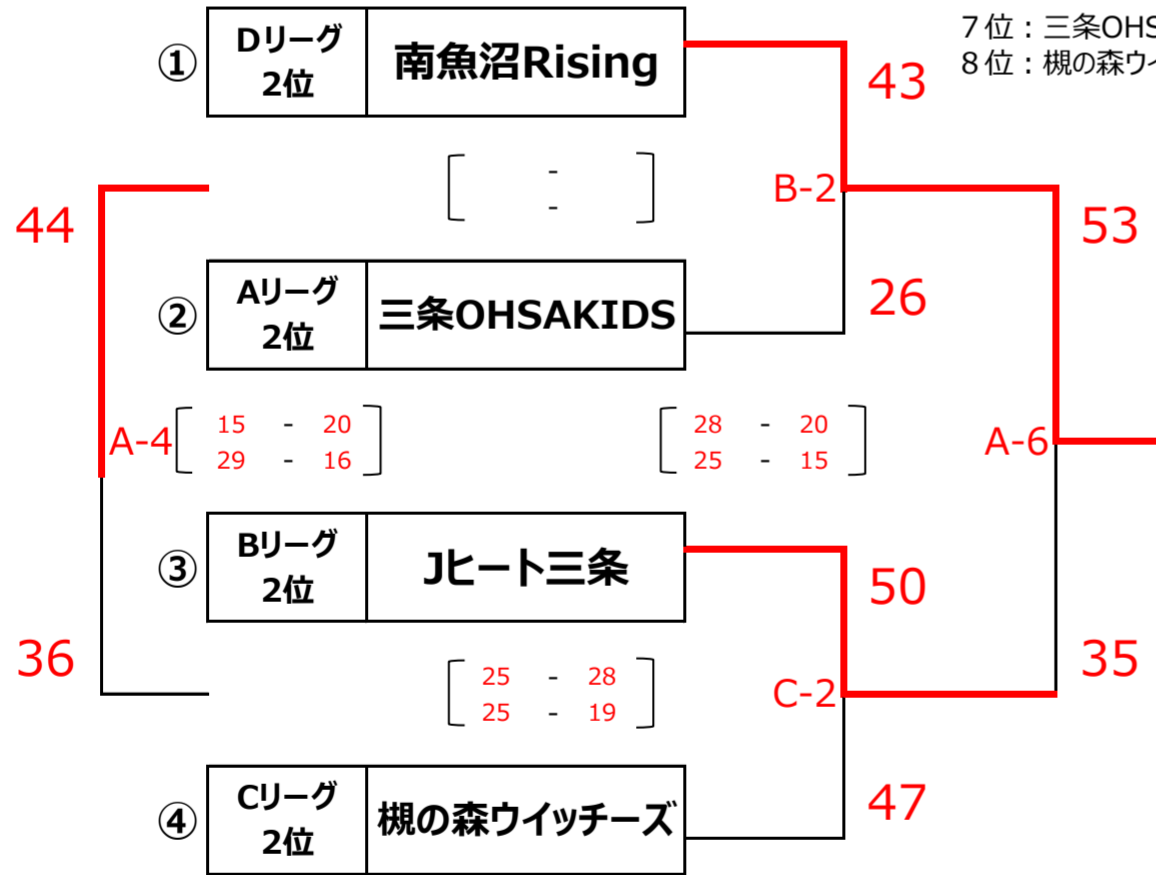 ① Dリーグ 2位 南魚沼Rising
43
7位：三条OHS
8位：槻の森ウイ
[ - ]
[ - ]
44
B-2
53
② Aリーグ 2位 三条OHSAKIDS
26
A-4
15 - 20
29 - 16
28 - 20
25 - 15
A-6
③ Bリーグ 2位 Jヒート三条
50
36
25 - 28
25 - 19
C-2
35
④ Cリーグ 2位 槻の森ウイッチーズ
47